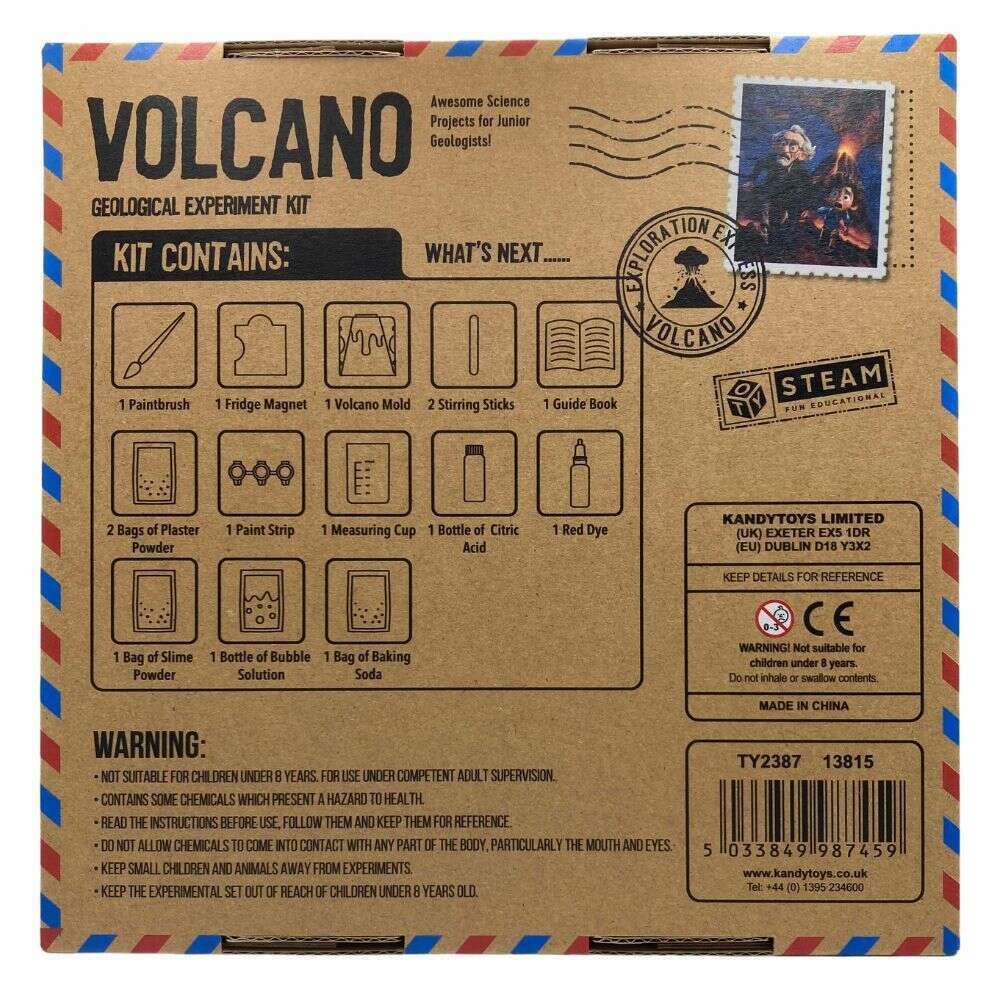 VOLCANO
Awesome Science
Projects for Junior
Geologists!
GEOLOGICAL EXPERIMENT KIT
KIT CONTAINS:
WHAT'S NEXT......
EXPLORATION EXPRESS
VOLCANO
1 Paintbrush
1 Fridge Magnet
1 Volcano Mold
2 Stirring Sticks
1 Guide Book
OTY
STEAM
FUN EDUCATIONAL
2 Bags of Plaster
Powder
1 Paint Strip
1 Measuring Cup
1 Bottle of Citric
Acid
1 Red Dye
1 Bag of Slime
Powder
1 Bottle of Bubble
Solution
1 Bag of Baking
Soda
KANDYTOYS LIMITED
(UK) EXETER EX5 1DR
(EU) DUBLIN D18 Y3X2
KEEP DETAILS FOR REFERENCE
0-3
CE
WARNING! Not suitable for
children under 8 years.
Do not inhale or swallow contents.
MADE IN CHINA
WARNING:
• NOT SUITABLE FOR CHILDREN UNDER 8 YEARS. FOR USE UNDER COMPETENT ADULT SUPERVISION.
• CONTAINS SOME CHEMICALS WHICH PRESENT A HAZARD TO HEALTH.
• READ THE INSTRUCTIONS BEFORE USE, FOLLOW THEM AND KEEP THEM FOR REFERENCE.
• DO NOT ALLOW CHEMICALS TO COME INTO CONTACT WITH ANY PART OF THE BODY, PARTICULARLY THE MOUTH AND EYES.
• KEEP SMALL CHILDREN AND ANIMALS AWAY FROM EXPERIMENTS.
• KEEP THE EXPERIMENTAL SET OUT OF REACH OF CHILDREN UNDER 8 YEARS OLD.
TY2387 13815
5 033849 987459
www.kandytoys.co.uk
Tel: +44 (0) 1395 234600